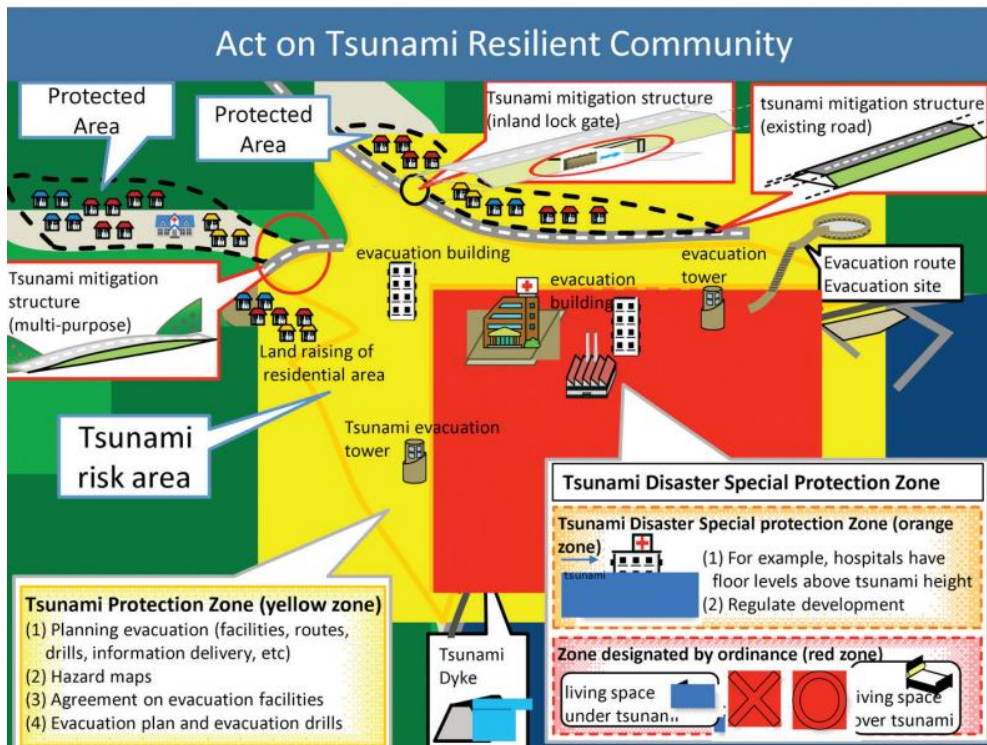 Act on Tsunami Resilient Community
Protected
Area
Protected
Area
Tsunami mitigation structure
(inland lock gate)
tsunami mitigation structure
(existing road)
evacuation building
evacuation
building
evacuation
tower
Evacuation route
Evacuation site
Tsunami mitigation
structure
(multi-purpose)
Land raising of
residential area
Tsunami
risk area
Tsunami evacuation
tower
Tsunami Protection Zone (yellow zone)
(1) Planning evacuation (facilities, routes,
drills, information delivery, etc)
(2) Hazard maps
(3) Agreement on evacuation facilities
(4) Evacuation plan and evacuation drills
Tsunami
Dyke
Tsunami Disaster Special Protection Zone
Tsunami Disaster Special protection Zone (orange
zone)
tsunami
(1) For example, hospitals have
floor levels above tsunami height
(2) Regulate development
Zone designated by ordinance (red zone)
living space
under tsunami
living space
over tsunami